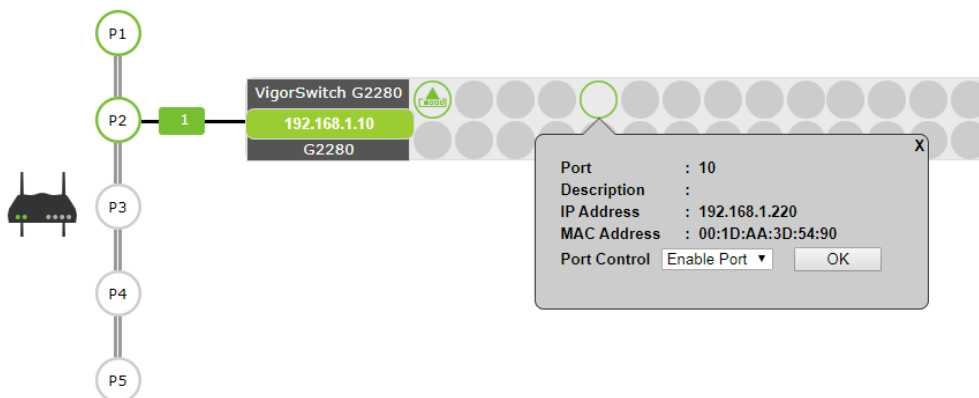 P1
P2
1
VigorSwitch G2280
192.168.1.10
G2280
X
Port : 10
Description :
IP Address : 192.168.1.220
MAC Address : 00:1D:AA:3D:54:90
Port Control Enable Port ▼ OK
P3
P4
P5